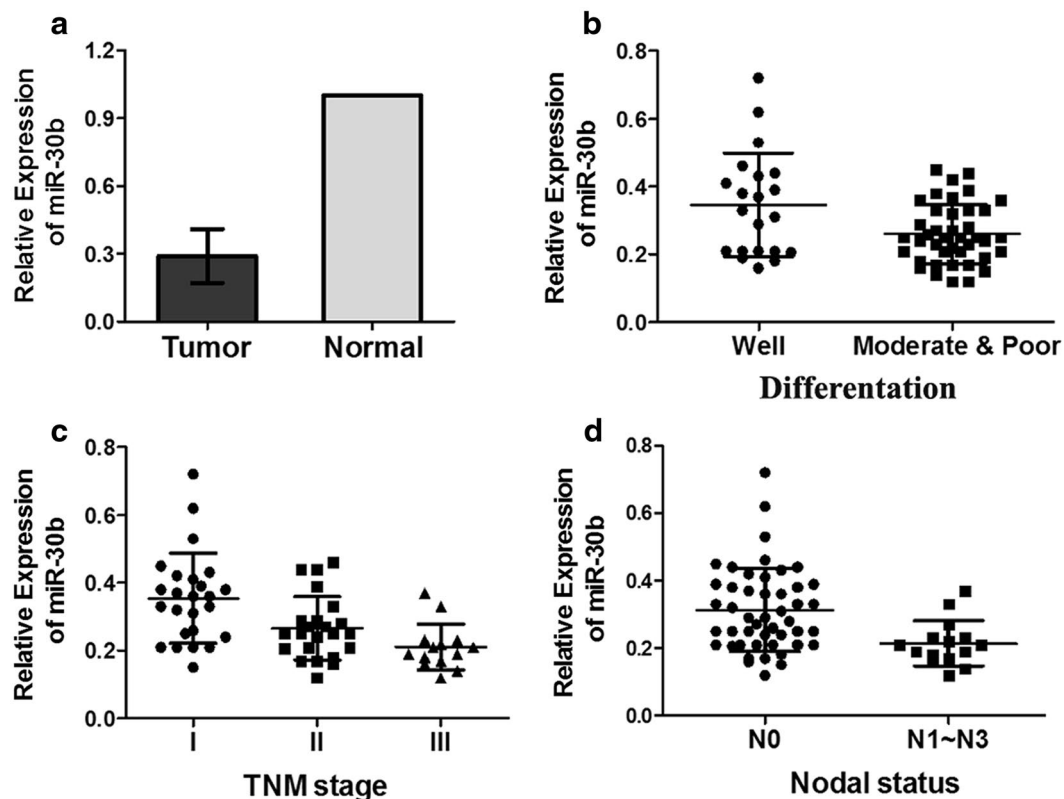 a
Relative Expression
of miR-30b
1.2
0.9
0.6
0.3
0.0
Tumor Normal
b
Relative Expression
of miR-30b
0.8
0.6
0.4
0.2
0.0
Well Moderate & Poor
Differentation
c
Relative Expression
of miR-30b
0.8
0.6
0.4
0.2
0.0
I II III
TNM stage
d
Relative Expression
of miR-30b
0.8
0.6
0.4
0.2
0.0
N0 N1~N3
Nodal status